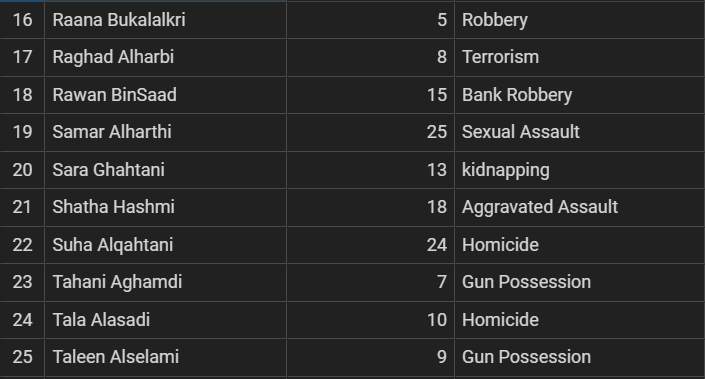 16 Raana Bukalalkri 5 Robbery
17 Raghad Alharbi 8 Terrorism
18 Rawan BinSaad 15 Bank Robbery
19 Samar Alharthi 25 Sexual Assault
20 Sara Ghahtani 13 kidnapping
21 Shatha Hashmi 18 Aggravated Assault
22 Suha Alqahtani 24 Homicide
23 Tahani Aghamdi 7 Gun Possession
24 Tala Alasadi 10 Homicide
25 Taleen Alselami 9 Gun Possession